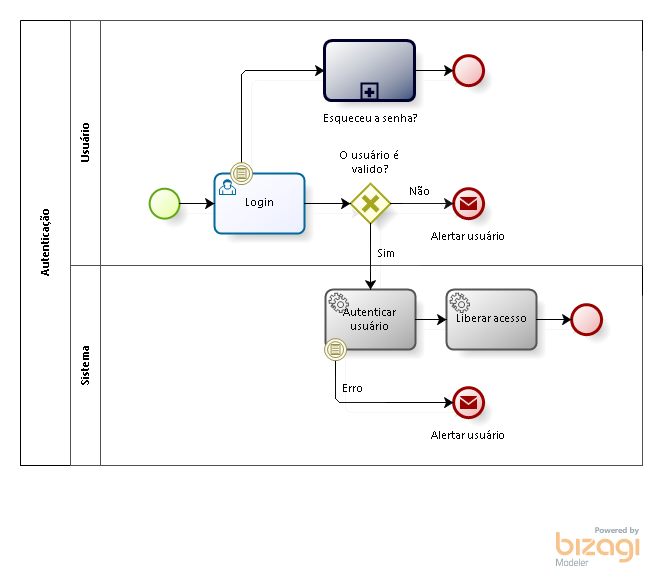 Autenticação
Usuário
Esqueceu a senha?
O usuário é
valido?
Login
Não
Alertar usuário
Sim
Sistema
Autenticar
usuário
Liberar acesso
Erro
Alertar usuário
Powered by
bizagi
Modeler